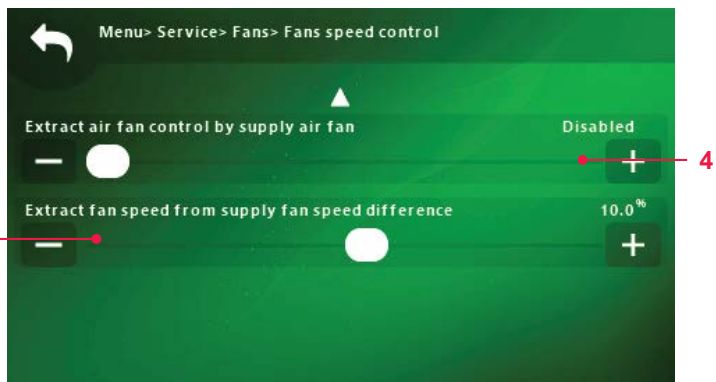 Menu> Service> Fans> Fans speed control
Extract air fan control by supply air fan Disabled
− +
4
Extract fan speed from supply fan speed difference 10.0%
− +